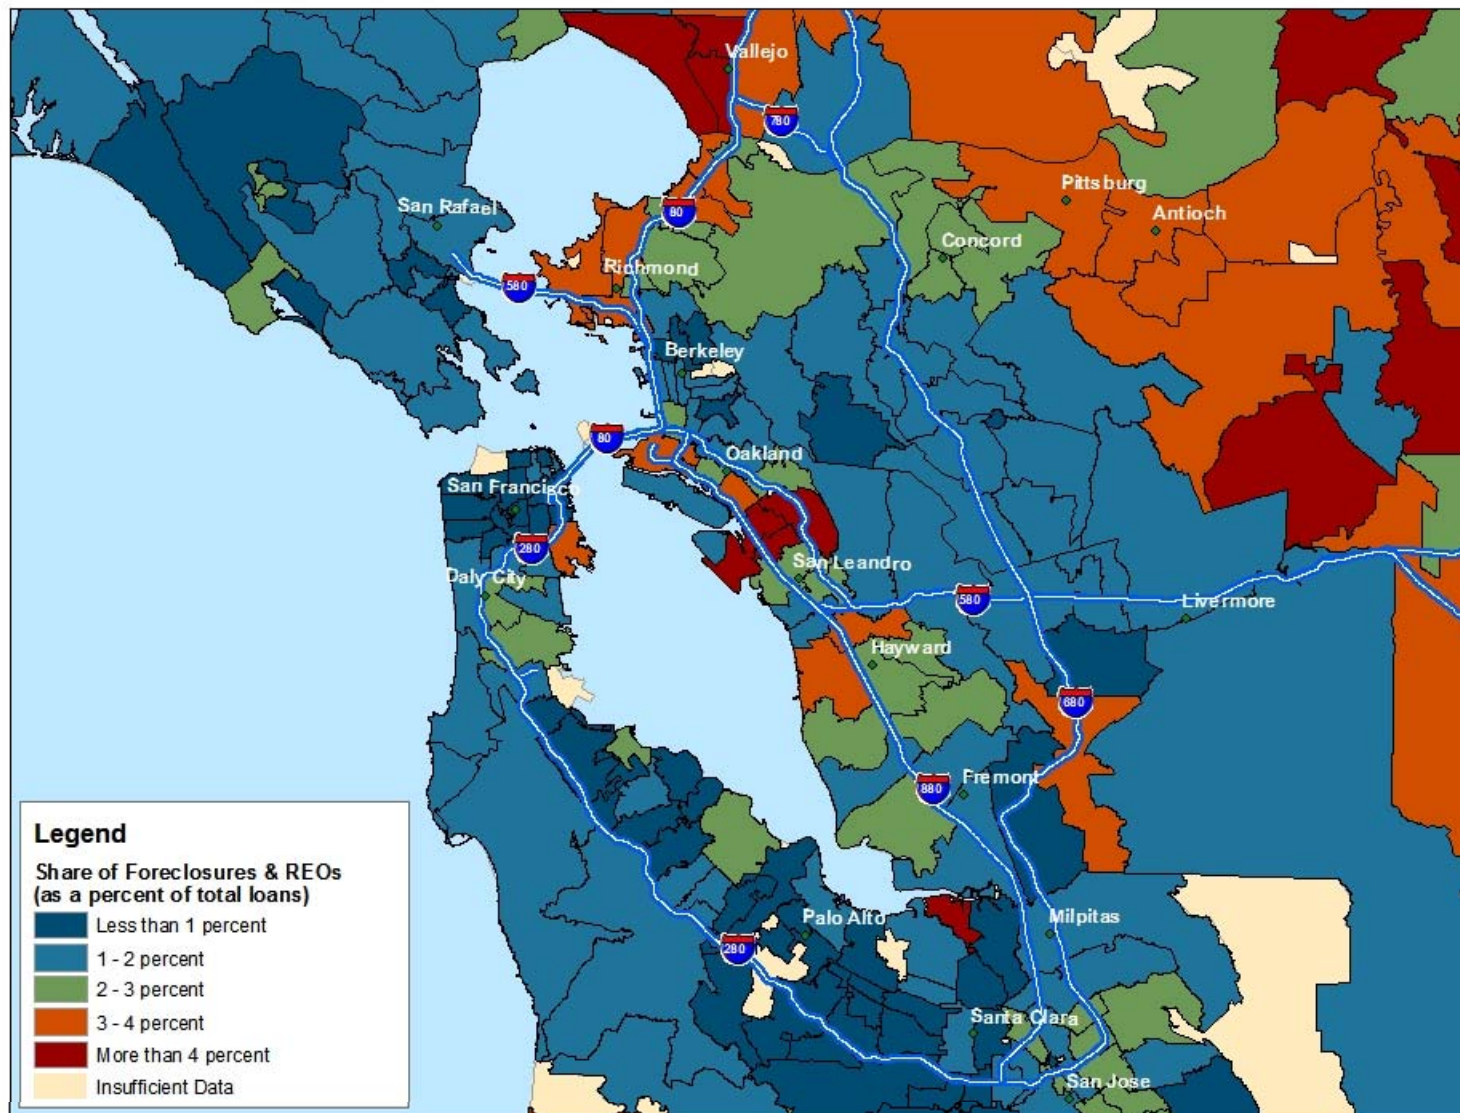 Vallejo
780
Pittsburg
San Rafael
80
Antioch
Concord
Richmond
580
Berkeley
80
Oakland
San Francisco
280
San Leandro
Daly City
580
Livermore
Hayward
680
Fremont
880
Palo Alto
Milpitas
280
Santa Clara
San Jose
Legend
Share of Foreclosures & REOs
(as a percent of total loans)
Less than 1 percent
1 - 2 percent
2 - 3 percent
3 - 4 percent
More than 4 percent
Insufficient Data